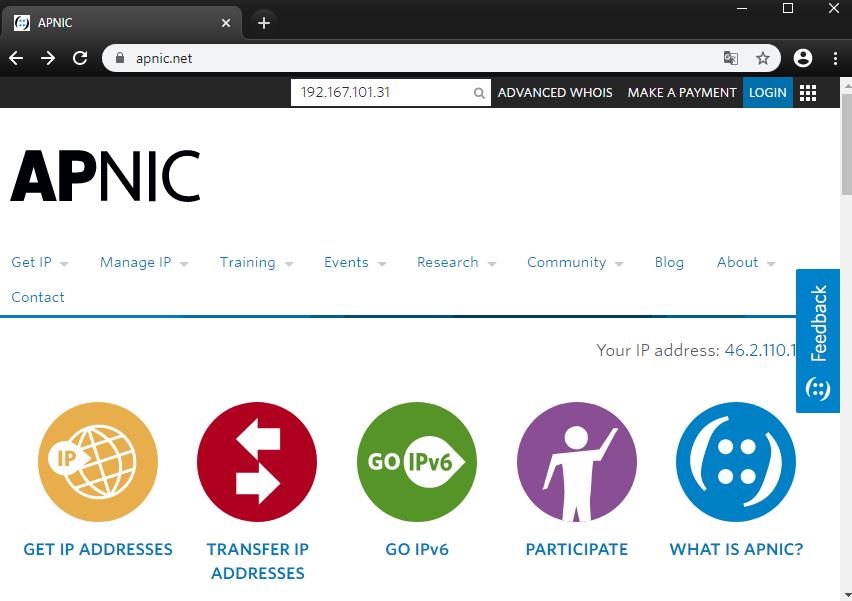 APNIC
apnic.net
192.167.101.31 ADVANCED WHOIS MAKE A PAYMENT LOGIN
APNIC
Get IP Manage IP Training Events Research Community Blog About
Contact
Feedback
Your IP address: 46.2.110.1
IP
GO IPv6
GET IP ADDRESSES
TRANSFER IP
ADDRESSES
GO IPv6
PARTICIPATE
WHAT IS APNIC?